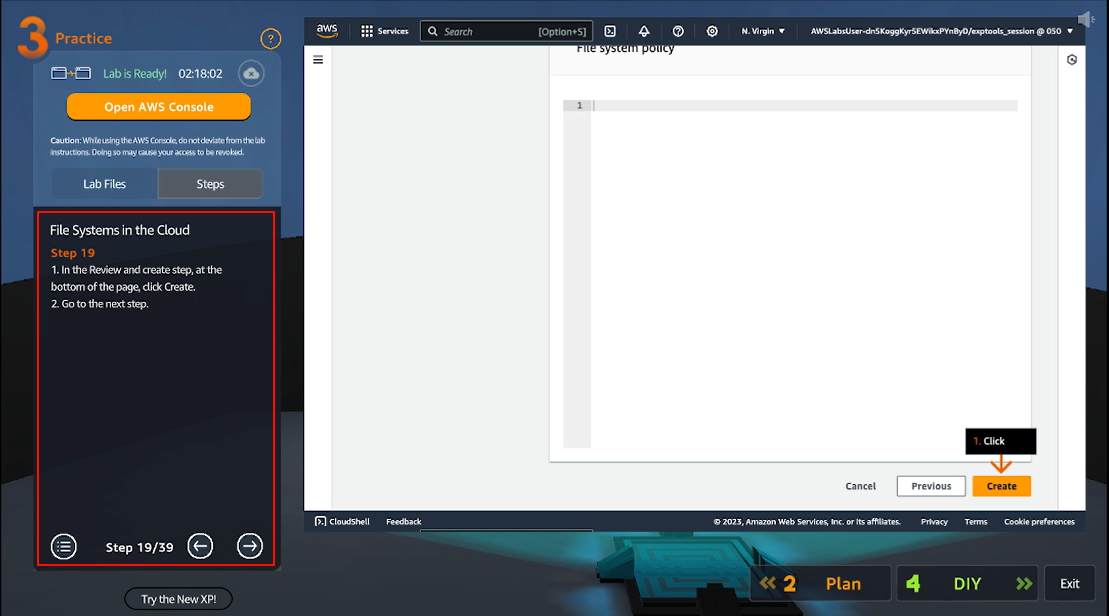 3 Practice
?
Lab is Ready! 02:18:02
Open AWS Console
Caution: While using the AWS Console, do not deviate from the lab
instructions. Doing so may cause your access to be revoked.
Lab Files
Steps
File Systems in the Cloud
Step 19
1. In the Review and create step, at the
bottom of the page, click Create.
2. Go to the next step.
Step 19/39
Try the New XP!
aws
Services
Search [Option+S]
N. Virgin
AWSLabsUser-dn5KoggKyr5EWikxPYnByD/exptools_session @ 050
File system policy
1
1. Click
Cancel
Previous
Create
CloudShell
Feedback
© 2023, Amazon Web Services, Inc. or its affiliates.
Privacy
Terms
Cookie preferences
2 Plan
4 DIY
Exit